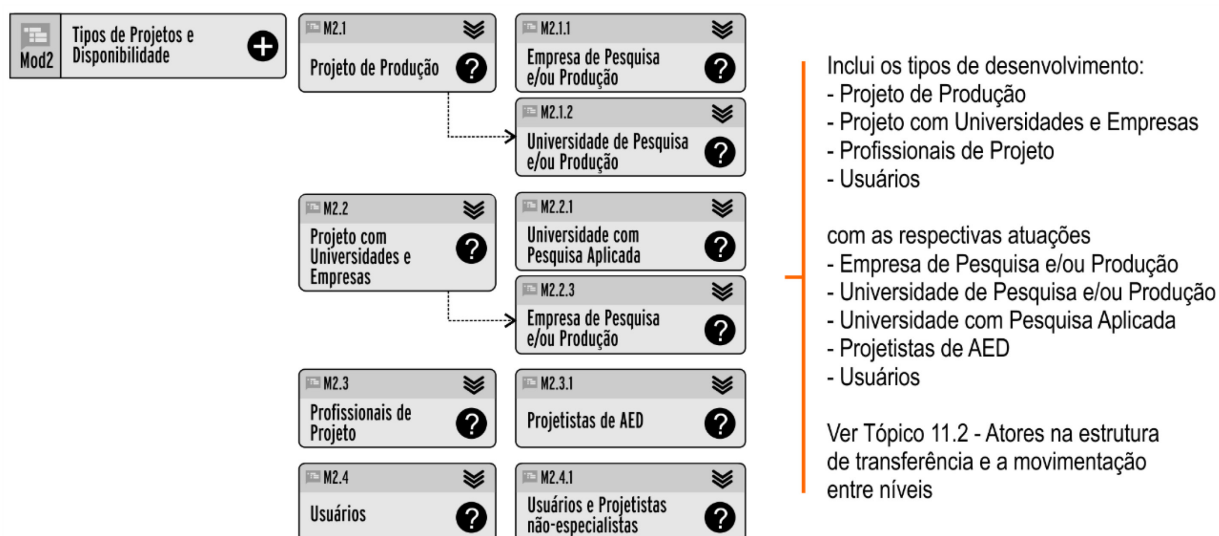 Mod2
Tipos de Projetos e
Disponibilidade
M2.1
Projeto de Produção
?
M2.1.1
Empresa de Pesquisa
e/ou Produção
?
M2.1.2
Universidade de Pesquisa
e/ou Produção
?
M2.2
Projeto com
Universidades e
Empresas
?
M2.2.1
Universidade com
Pesquisa Aplicada
?
M2.2.3
Empresa de Pesquisa
e/ou Produção
?
M2.3
Profissionais de
Projeto
?
M2.3.1
Projetistas de AED
?
M2.4
Usuários
?
M2.4.1
Usuários e Projetistas
não-especialistas
?
Inclui os tipos de desenvolvimento:
- Projeto de Produção
- Projeto com Universidades e Empresas
- Profissionais de Projeto
- Usuários
com as respectivas atuações
- Empresa de Pesquisa e/ou Produção
- Universidade de Pesquisa e/ou Produção
- Universidade com Pesquisa Aplicada
- Projetistas de AED
- Usuários
Ver Tópico 11.2 - Atores na estrutura
de transferência e a movimentação
entre níveis